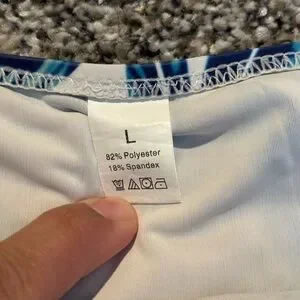 L
82% Polyester
18% Spandex